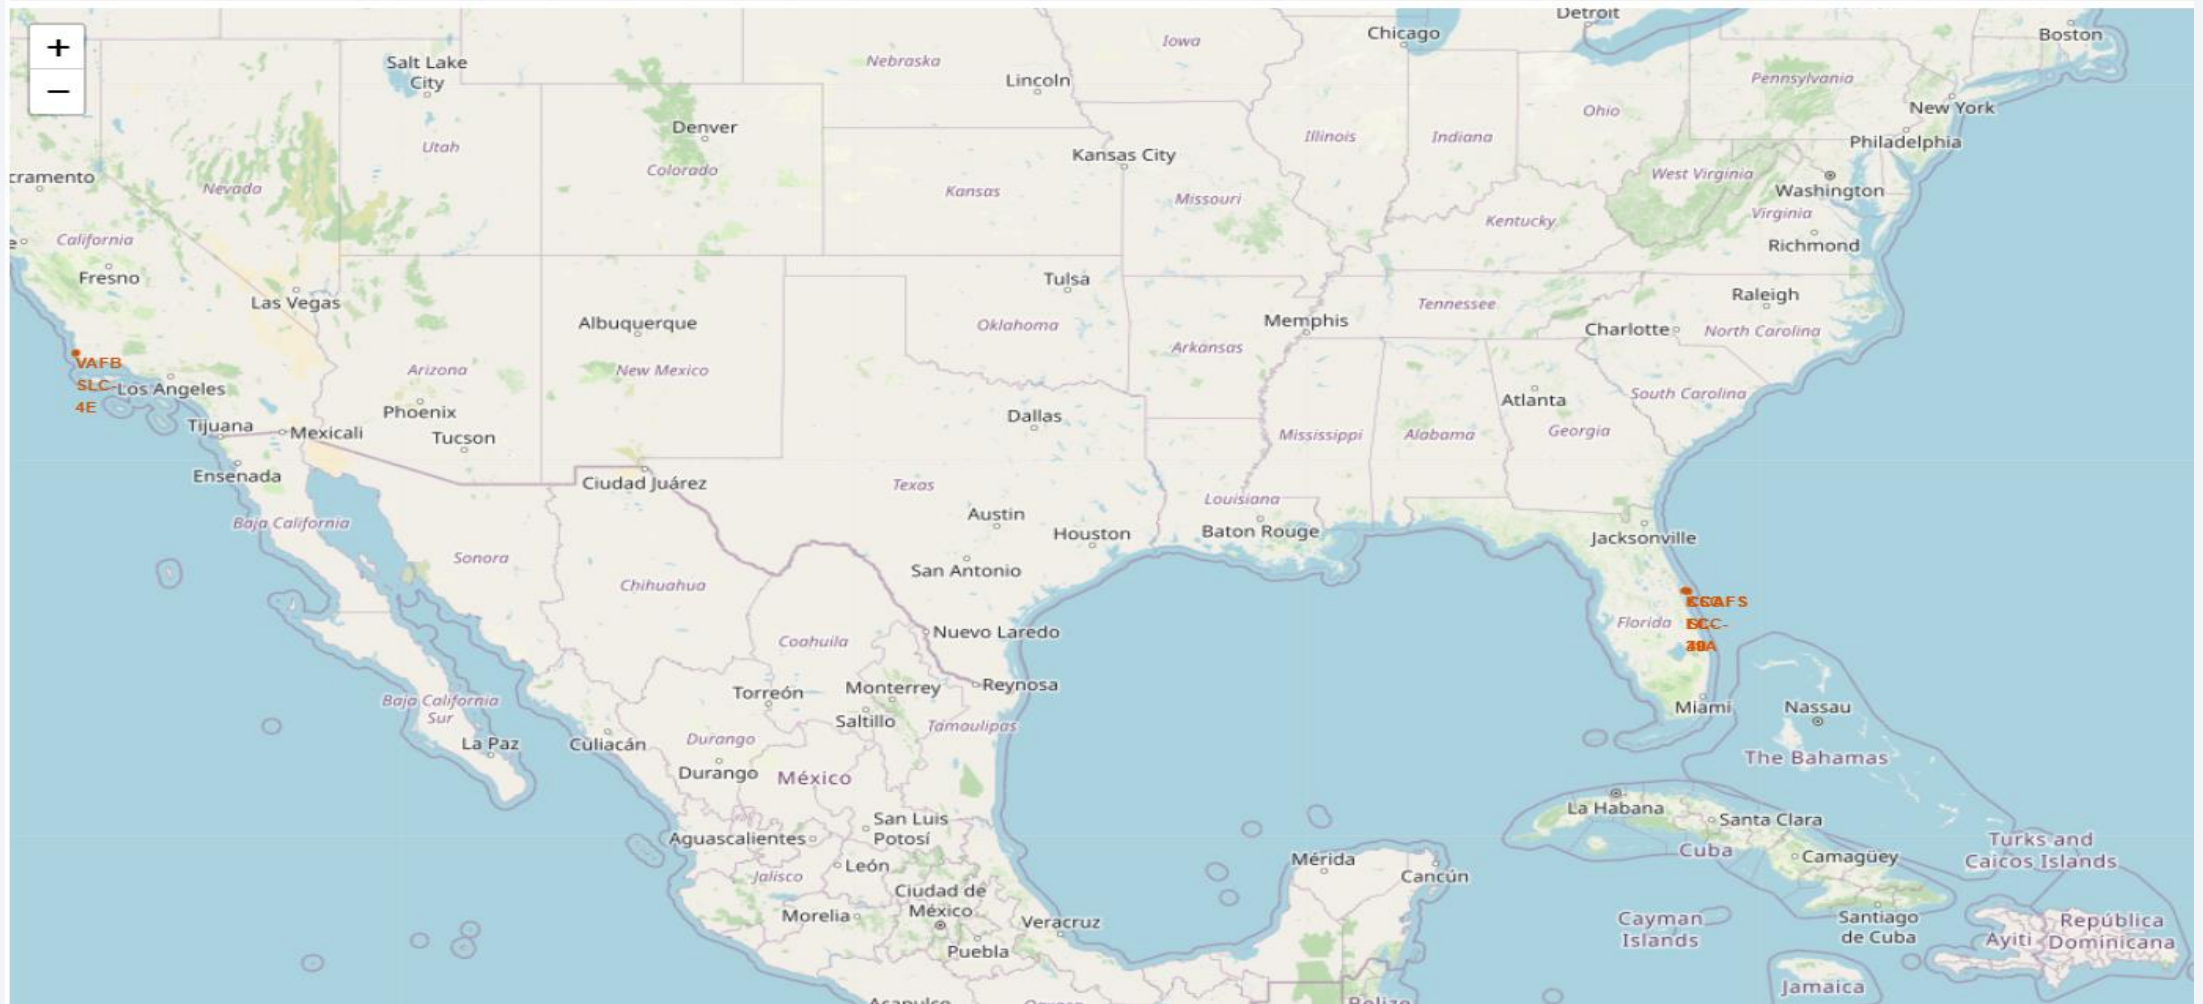 +
−
Detroit
Chicago
Boston
Iowa
Salt Lake
City
Nebraska
Lincoln
Pennsylvania
New York
Ohio
Denver
Illinois
Indiana
Philadelphia
Utah
Kansas City
Colorado
cramento
Nevada
Kansas
Missouri
West Virginia
Washington
Virginia
Kentucky
California
Richmond
Fresno
Las Vegas
Tulsa
Raleigh
Tennessee
Albuquerque
Oklahoma
Memphis
Charlotte
North Carolina
Arkansas
VAFB
SLC-
4E
Los Angeles
Arizona
New Mexico
Phoenix
Dallas
Atlanta
South Carolina
Tijuana
Mexicali
Tucson
Mississippi
Alabama
Georgia
Ensenada
Ciudad Juárez
Texas
Louisiana
Baja California
Austin
Houston
Baton Rouge
Jacksonville
Sonora
Chihuahua
San Antonio
Florida
Coahuila
Nuevo Laredo
Torreón
Monterrey
Reynosa
Saltillo
Tamaulipas
Baja California
Sur
Miami
Nassau
La Paz
Culiacán
Durango
Durango
México
The Bahamas
La Habana
Santa Clara
Aguascalientes
San Luis
Potosí
Turks and
Caicos Islands
Cuba
Camagüey
Mérida
Cancún
León
Jalisco
Ciudad de
México
Morelia
Veracruz
Puebla
Cayman
Islands
Santiago
de Cuba
República
Dominicana
Ayiti
Jamaica
Acapulco
Oaxaca
Belize